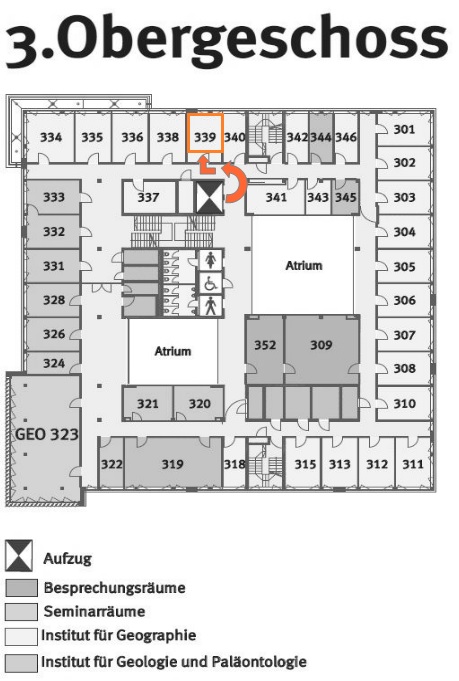 3.Obergeschoss
334 335 336 338 339 340 342 344 346 301
302
333 337 341 343 345 303
332 304
331 Atrium 305
328 306
326 352 309 307
324 Atrium 308
321 320 310
GEO 323
322 319 318 315 313 312 311
Aufzug
Besprechungsräume
Seminarräume
Institut für Geographie
Institut für Geologie und Paläontologie